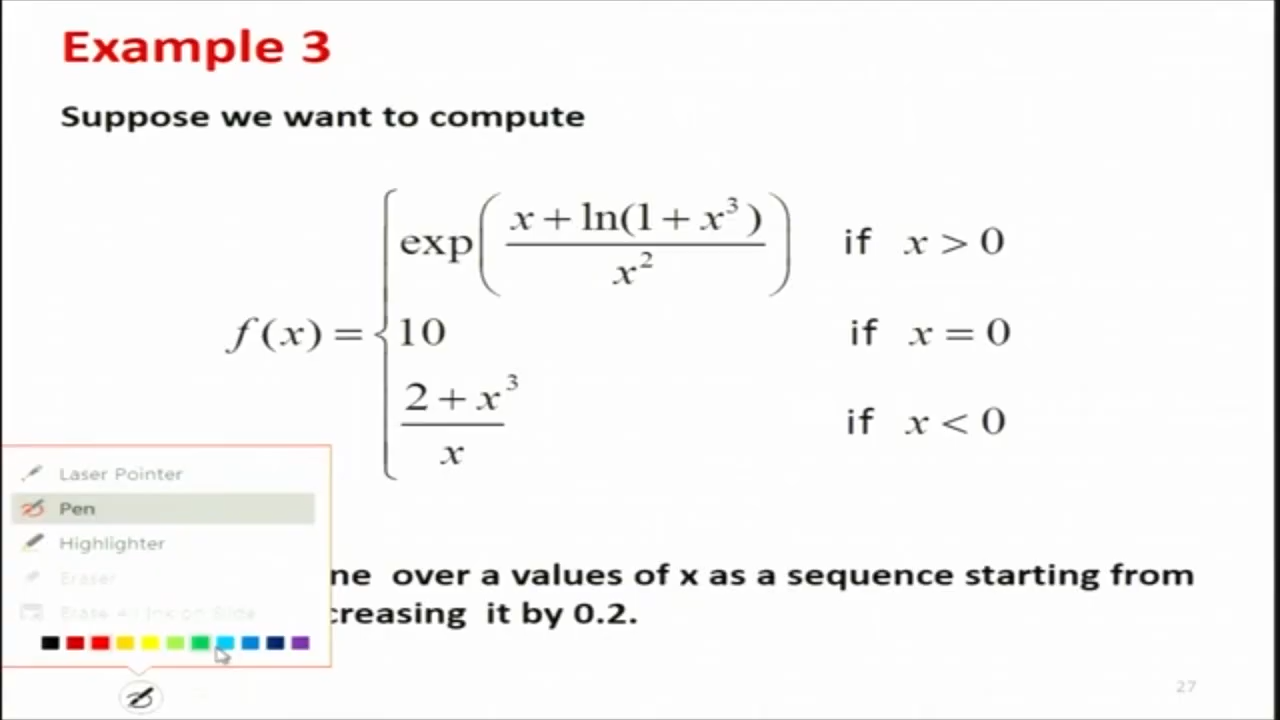 Example 3
Suppose we want to compute
f(x) = { exp( (x + ln(1 + x³)) / x² ) if x > 0
10 if x = 0
(2 + x³) / x if x < 0
Laser Pointer
Pen
Highlighter
Eraser
Erase All Ink on Slide
over a values of x as a sequence starting from
it by 0.2.
27